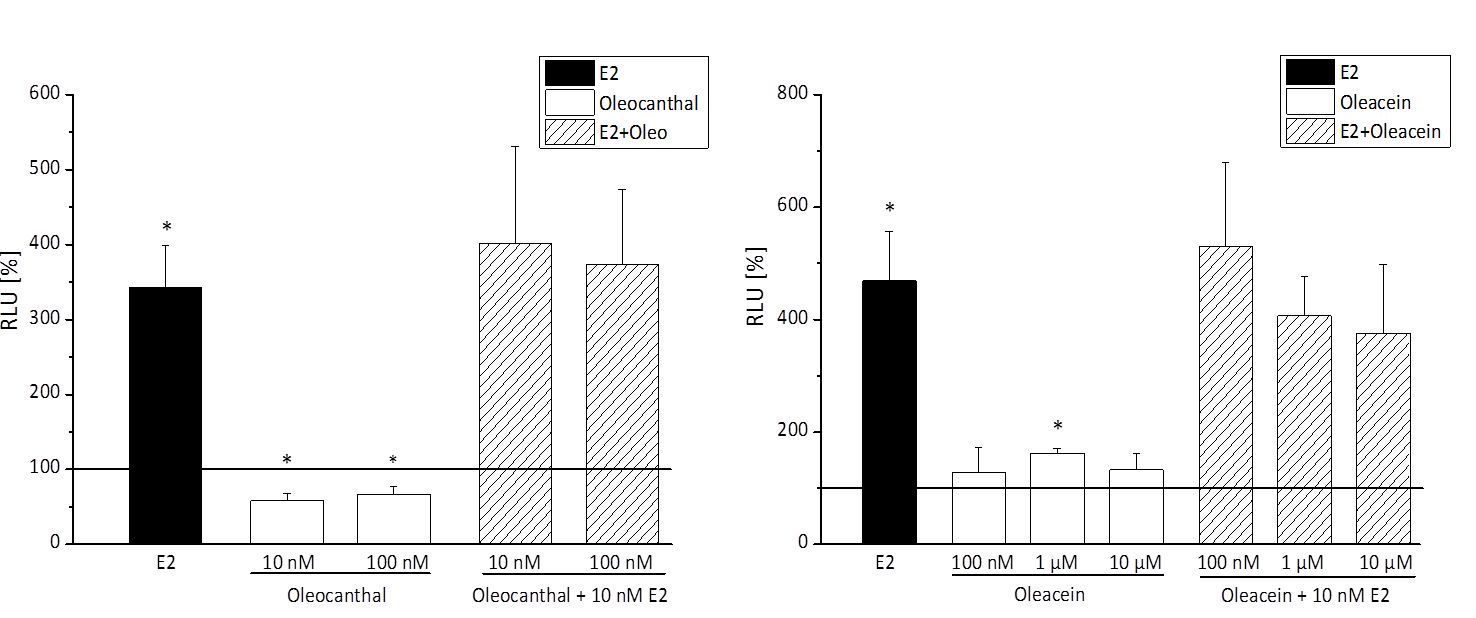 E2
Oleocanthal
E2+Oleo
RLU [%]
600
500
400
300
200
100
0
*
*
*
E2
10 nM
100 nM
10 nM
100 nM
Oleocanthal
Oleocanthal + 10 nM E2
E2
Oleacein
E2+Oleacein
RLU [%]
800
600
400
200
0
*
*
E2
100 nM
1 µM
10 µM
100 nM
1 µM
10 µM
Oleacein
Oleacein + 10 nM E2